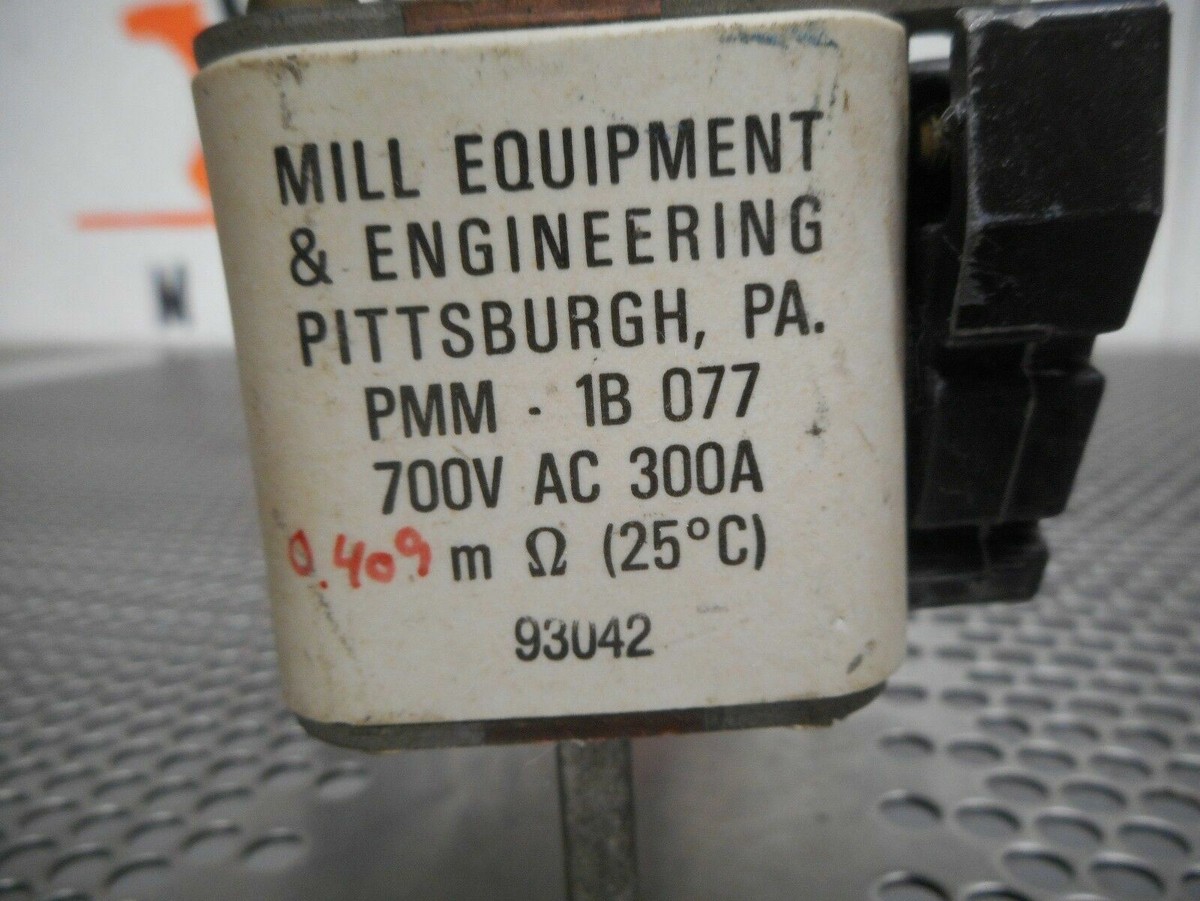 MILL EQUIPMENT
& ENGINEERING
PITTSBURGH, PA.
PMM - 1B 077
700V AC 300A
0.409 m Ω (25°C)
93042